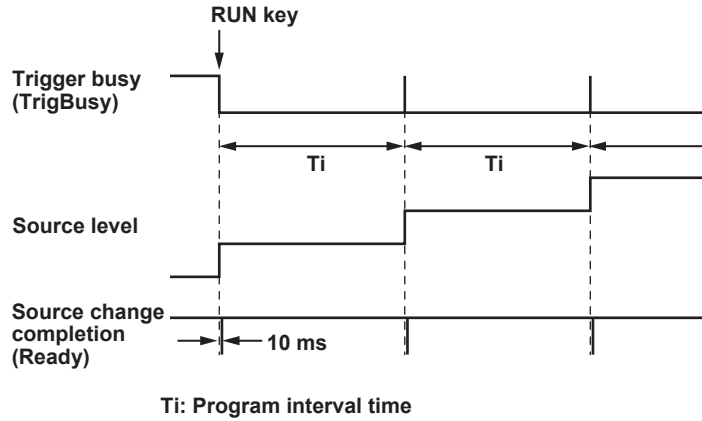 RUN key
Trigger busy
(TrigBusy)
Ti
Ti
Source level
Source change
completion
(Ready)
10 ms
Ti: Program interval time